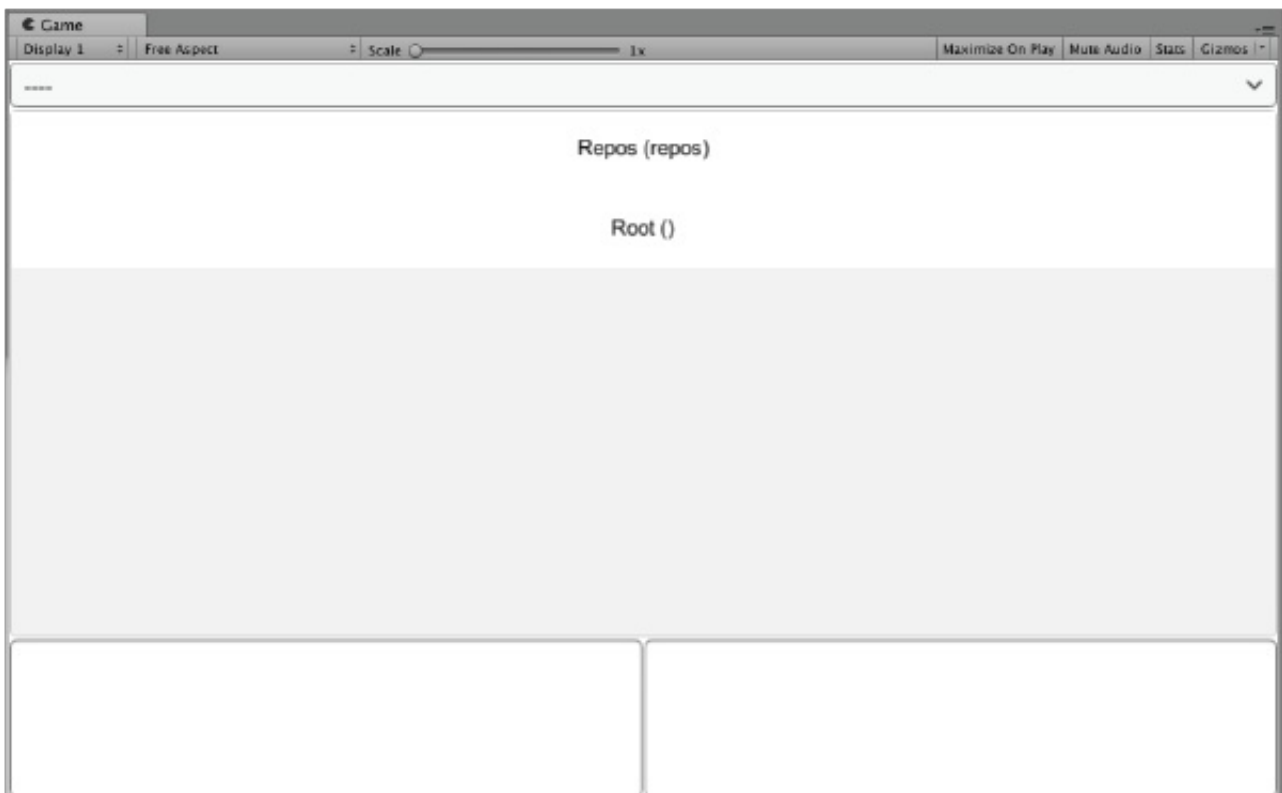 Game
Display 1 Free Aspect Scale 1x Maximize On Play Mute Audio Stats Gizmos
----
Repos (repos)
Root ()